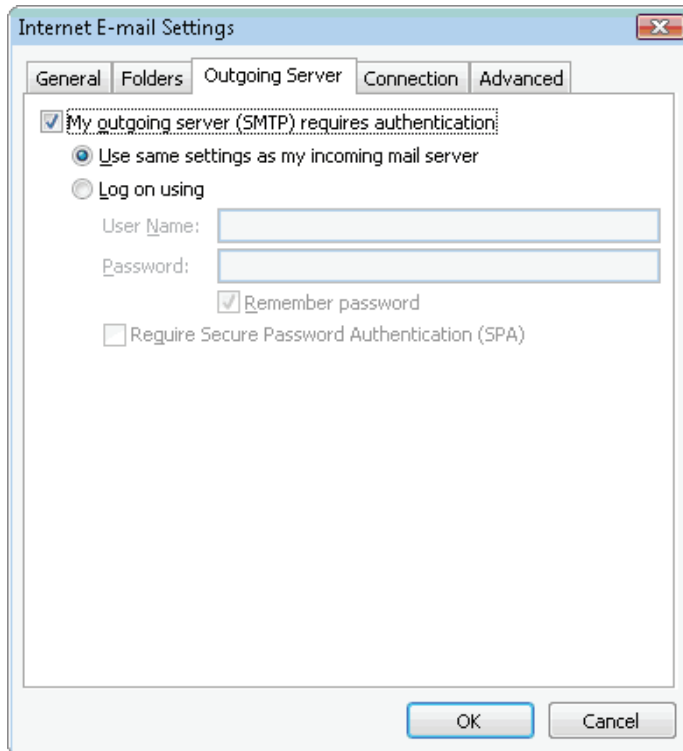 Internet E-mail Settings
General Folders Outgoing Server Connection Advanced
My outgoing server (SMTP) requires authentication
Use same settings as my incoming mail server
Log on using
User Name:
Password:
Remember password
Require Secure Password Authentication (SPA)
OK Cancel